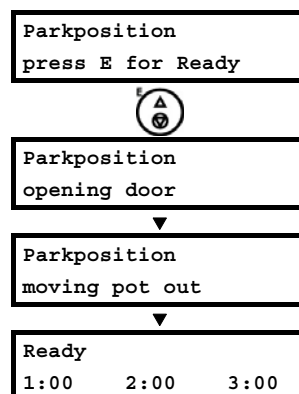 Parkposition
press E for Ready
E
Parkposition
opening door
Parkposition
moving pot out
Ready
1:00 2:00 3:00